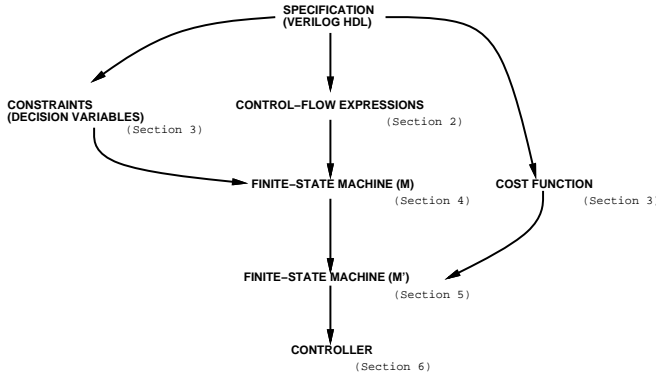 SPECIFICATION
(VERILOG HDL)
CONSTRAINTS
(DECISION VARIABLES)
(Section 3)
CONTROL–FLOW EXPRESSIONS
(Section 2)
FINITE–STATE MACHINE (M)
(Section 4)
COST FUNCTION
(Section 3)
FINITE–STATE MACHINE (M')
(Section 5)
CONTROLLER
(Section 6)